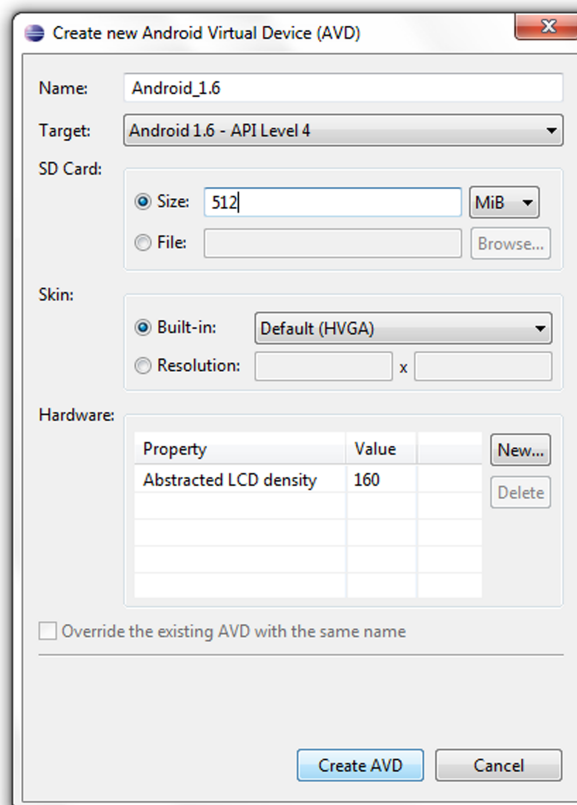 Create new Android Virtual Device (AVD)
Name: Android_1.6
Target: Android 1.6 - API Level 4
SD Card:
Size: 512 MiB
File: Browse...
Skin:
Built-in: Default (HVGA)
Resolution: x
Hardware:
Property Value New...
Abstracted LCD density 160
Delete
Override the existing AVD with the same name
Create AVD Cancel